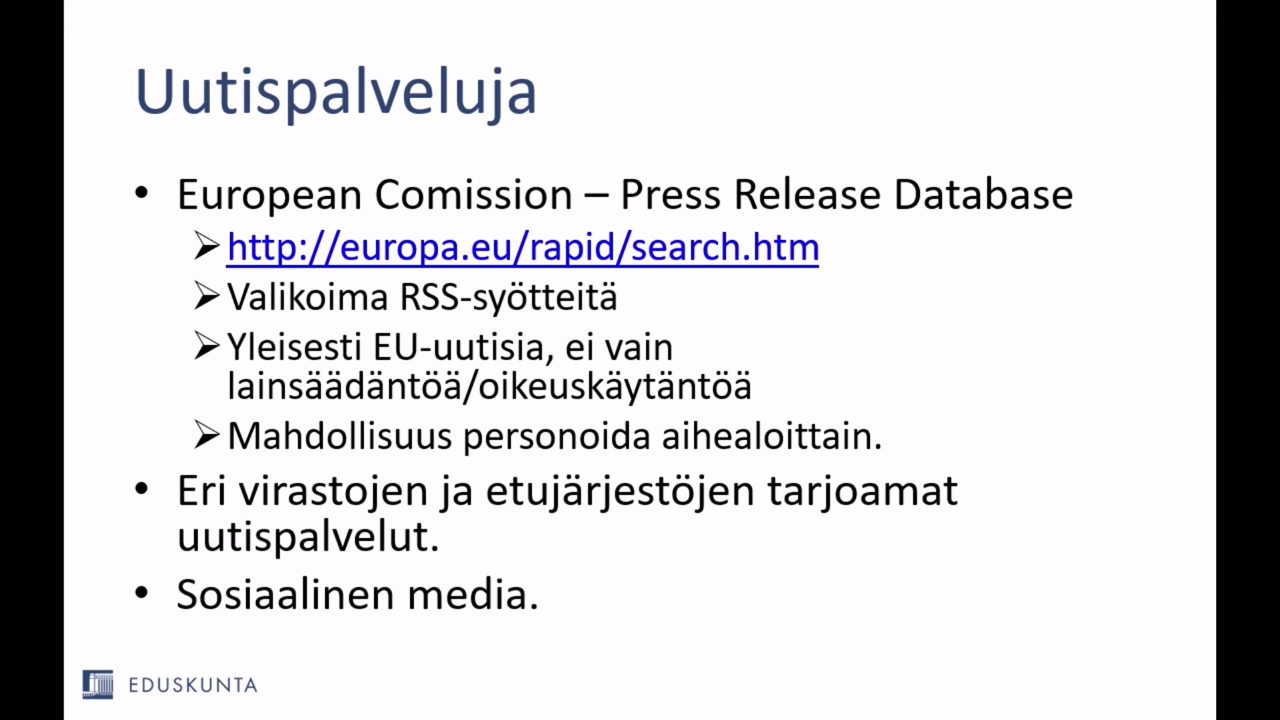 Uutispalveluja
• European Comission – Press Release Database
➢ http://europa.eu/rapid/search.htm
➢ Valikoima RSS-syötteitä
➢ Yleisesti EU-uutisia, ei vain
lainsäädäntöä/oikeuskäytäntöä
➢ Mahdollisuus personoida aihealoittain.
• Eri virastojen ja etujärjestöjen tarjoamat
uutispalvelut.
• Sosiaalinen media.
EDUSKUNTA